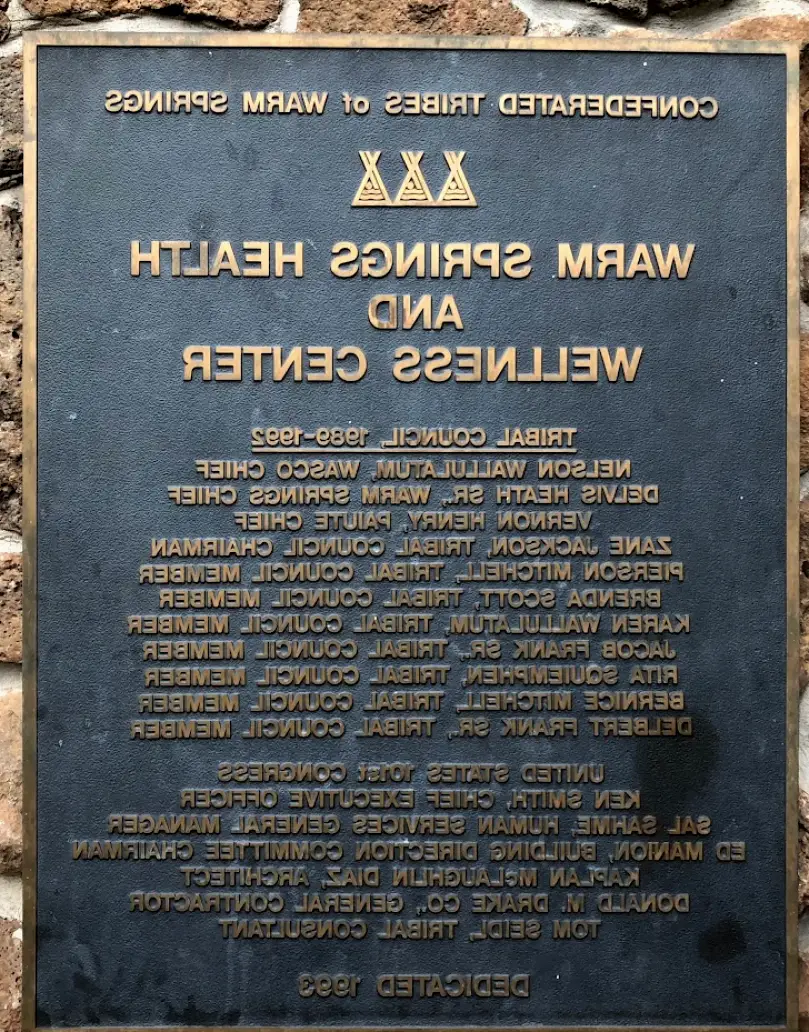 CONFEDERATED TRIBES of WARM SPRINGS
WARM SPRINGS HEALTH
AND
WELLNESS CENTER
TRIBAL COUNCIL, 1989-1992
NELSON WALLULATUM, WASCO CHIEF
DELVIS HEATH SR., WARM SPRINGS CHIEF
VERNON HENRY, PAIUTE CHIEF
ZANE JACKSON, TRIBAL COUNCIL CHAIRMAN
PIERSON MITCHELL, TRIBAL COUNCIL MEMBER
BRENDA SCOTT, TRIBAL COUNCIL MEMBER
KAREN WALLULATUM, TRIBAL COUNCIL MEMBER
JACOB FRANK SR., TRIBAL COUNCIL MEMBER
RITA SQUIEMPHEN, TRIBAL COUNCIL MEMBER
BERNICE MITCHELL, TRIBAL COUNCIL MEMBER
DELBERT FRANK SR., TRIBAL COUNCIL MEMBER
UNITED STATES 101st CONGRESS
KEN SMITH, CHIEF EXECUTIVE OFFICER
SAL SAHME, HUMAN SERVICES GENERAL MANAGER
ED MANION, BUILDING DIRECTION COMMITTEE CHAIRMAN
KAPLAN McLAUGHLIN DIAZ, ARCHITECT
DONALD M. DRAKE CO., GENERAL CONTRACTOR
TOM SEIDL, TRIBAL CONSULTANT
DEDICATED 1993